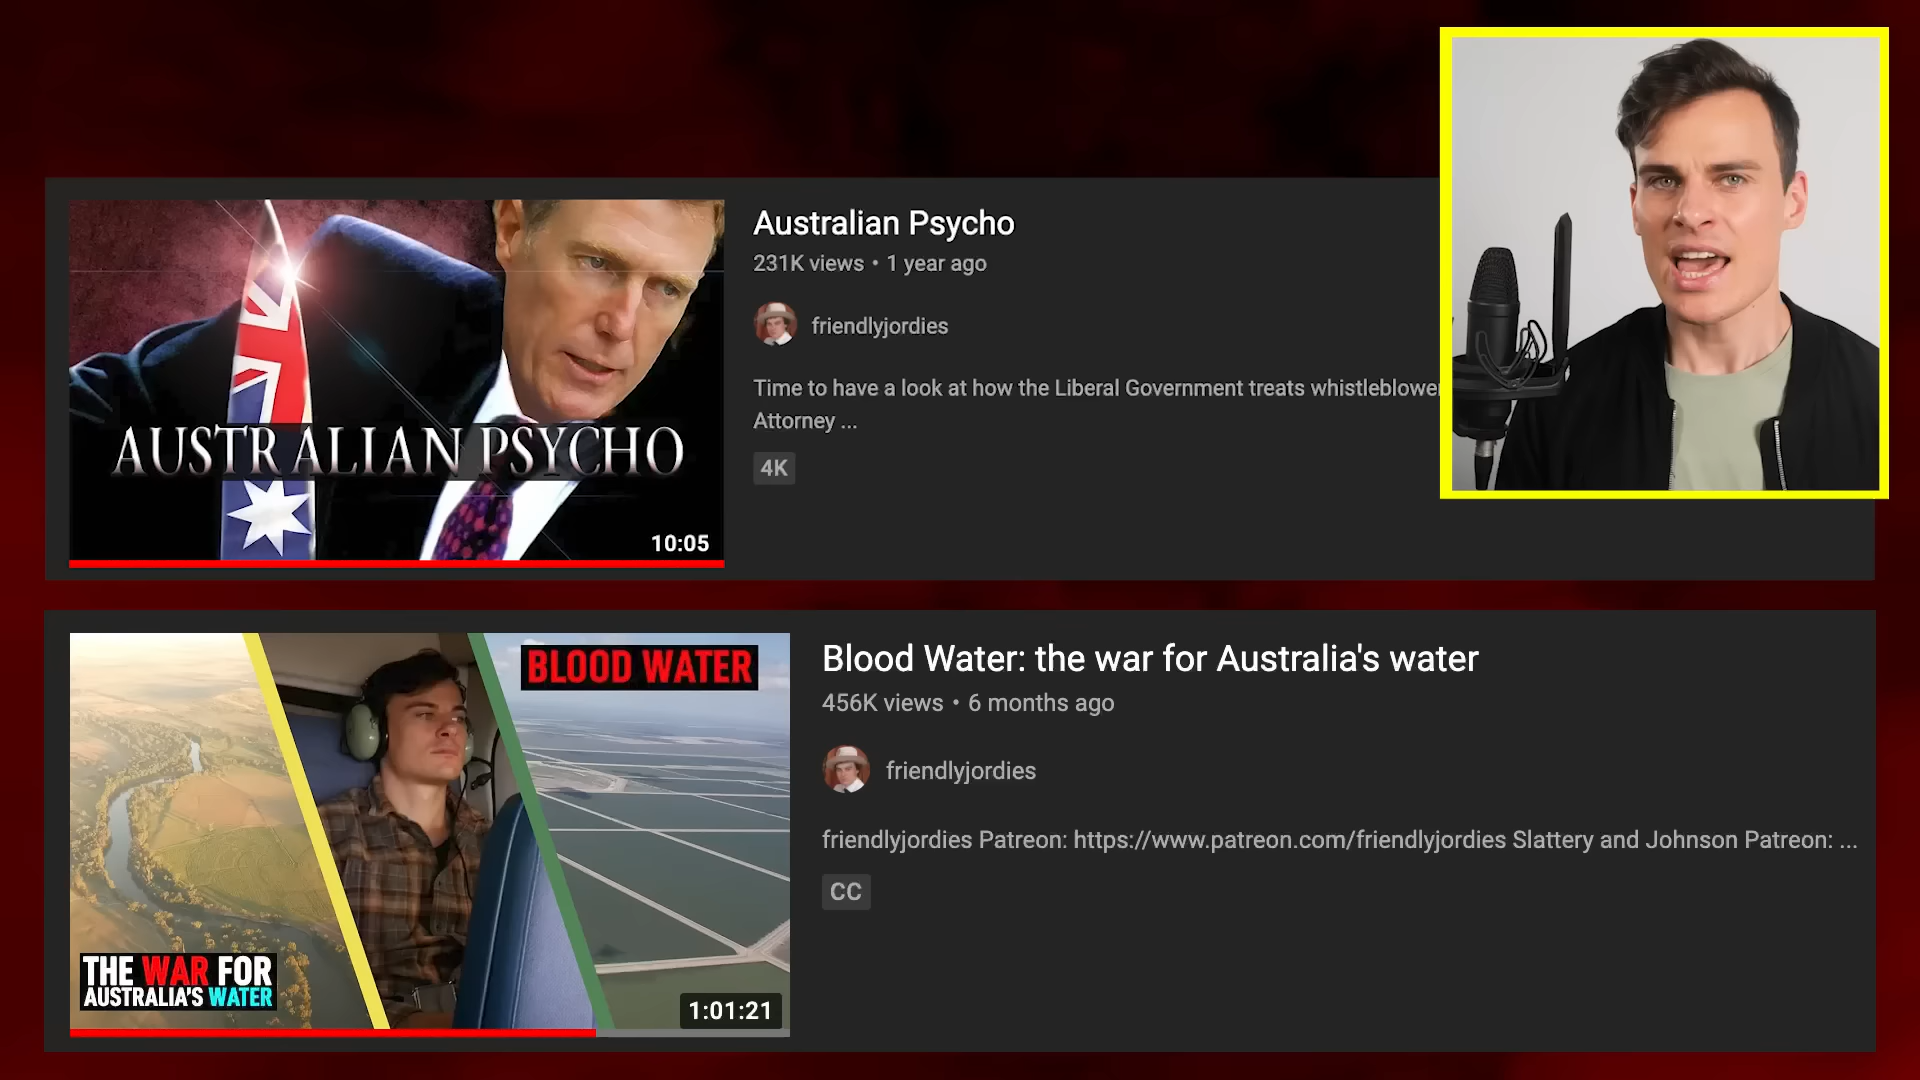 AUSTRALIAN PSYCHO
10:05
Australian Psycho
231K views • 1 year ago
friendlyjordies
Time to have a look at how the Liberal Government treats whistleblower
Attorney ...
4K
BLOOD WATER
THE WAR FOR
AUSTRALIA'S WATER
1:01:21
Blood Water: the war for Australia's water
456K views • 6 months ago
friendlyjordies
friendlyjordies Patreon: https://www.patreon.com/friendlyjordies Slattery and Johnson Patreon: ...
CC